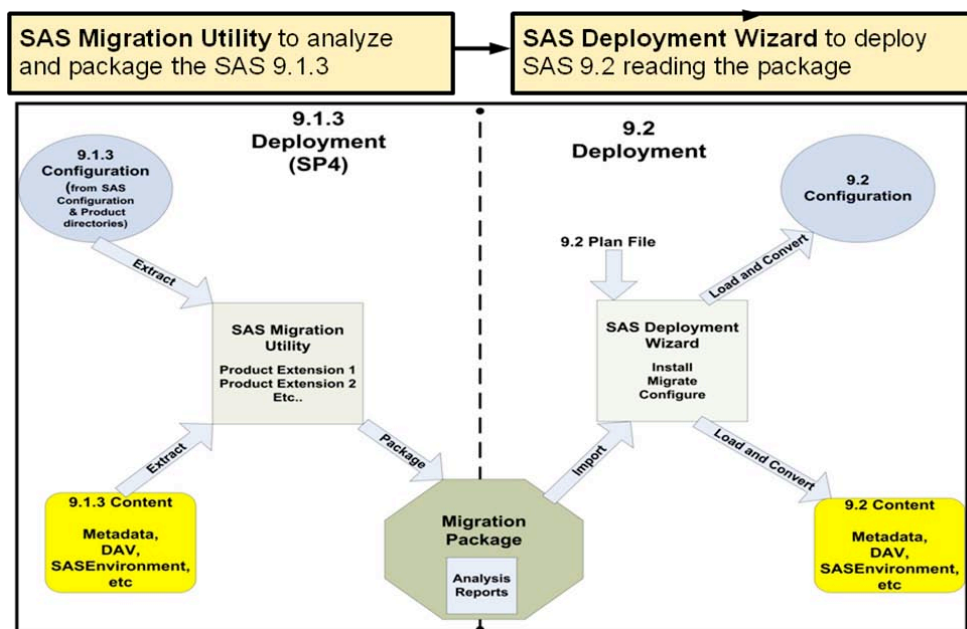 SAS Migration Utility to analyze
and package the SAS 9.1.3
SAS Deployment Wizard to deploy
SAS 9.2 reading the package
9.1.3
Deployment
(SP4)
9.2
Deployment
9.1.3
Configuration
(from SAS
Configuration
& Product
directories)
9.2
Configuration
9.2 Plan File
Extract
Load and Convert
SAS Migration
Utility
Product Extension 1
Product Extension 2
Etc..
SAS Deployment
Wizard
Install
Migrate
Configure
Extract
Package
Import
Load and Convert
9.1.3 Content
Metadata,
DAV,
SASEnvironment,
etc
Migration
Package
Analysis
Reports
9.2 Content
Metadata,
DAV,
SASEnvironment,
etc